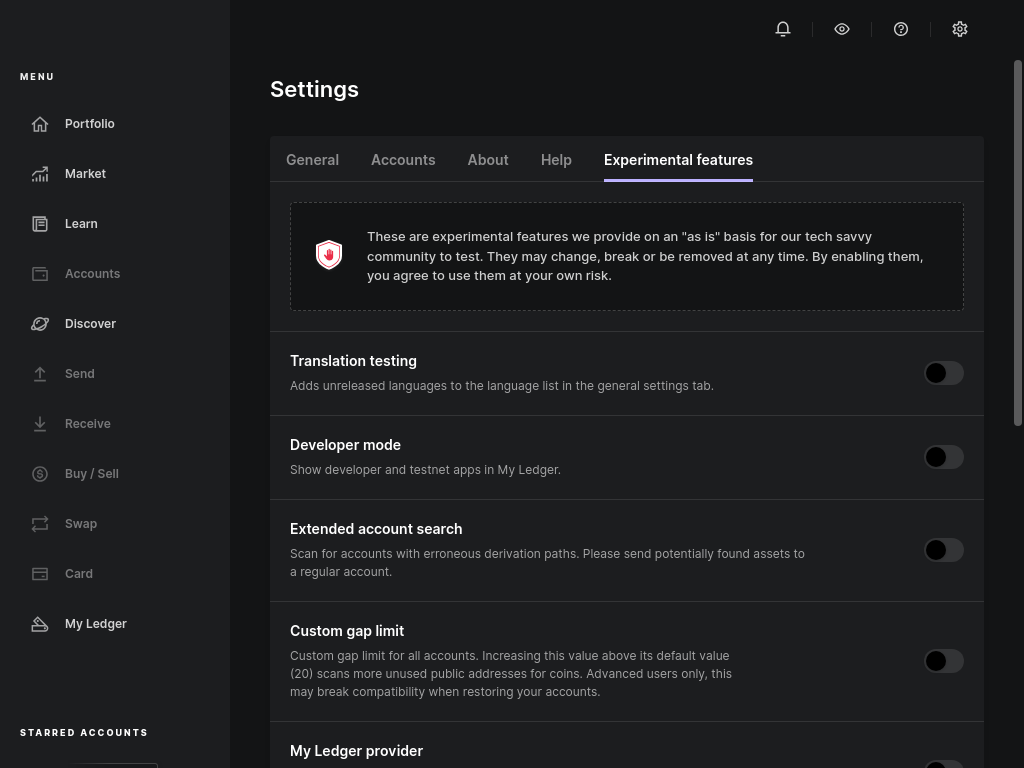 MENU
Portfolio
Market
Learn
Accounts
Discover
Send
Receive
Buy / Sell
Swap
Card
My Ledger
STARRED ACCOUNTS
Settings
General
Accounts
About
Help
Experimental features
These are experimental features we provide on an "as is" basis for our tech savvy
community to test. They may change, break or be removed at any time. By enabling them,
you agree to use them at your own risk.
Translation testing
Adds unreleased languages to the language list in the general settings tab.
Developer mode
Show developer and testnet apps in My Ledger.
Extended account search
Scan for accounts with erroneous derivation paths. Please send potentially found assets to
a regular account.
Custom gap limit
Custom gap limit for all accounts. Increasing this value above its default value
(20) scans more unused public addresses for coins. Advanced users only, this
may break compatibility when restoring your accounts.
My Ledger provider